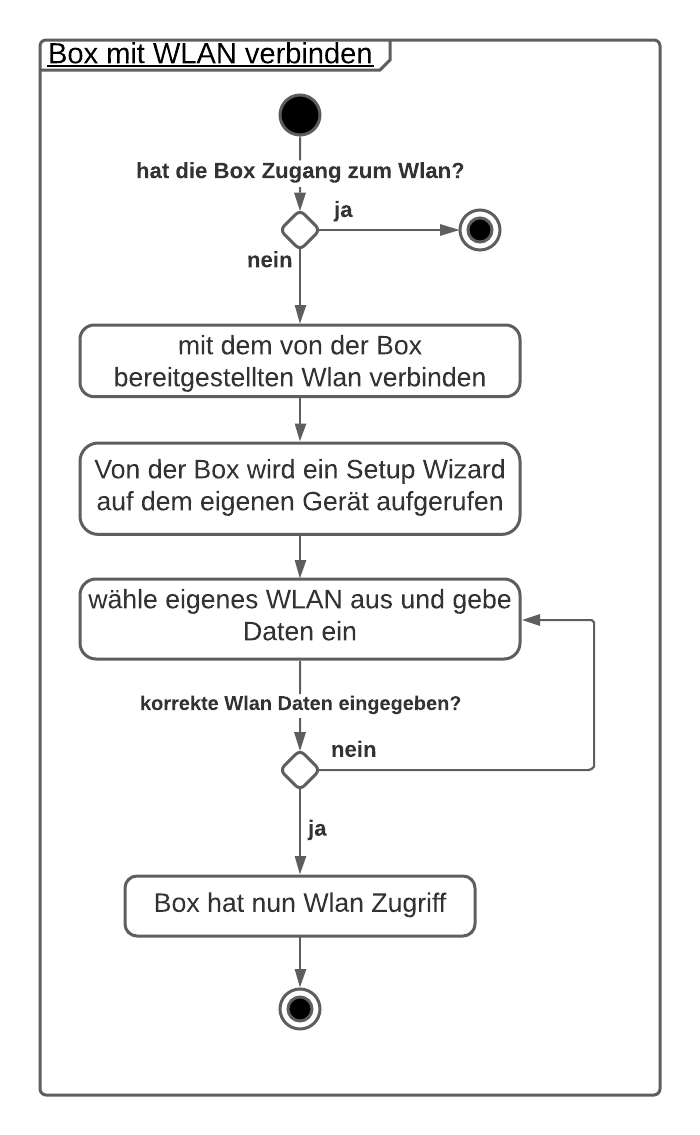 Box mit WLAN verbinden
hat die Box Zugang zum Wlan?
ja
nein
mit dem von der Box
bereitgestellten Wlan verbinden
Von der Box wird ein Setup Wizard
auf dem eigenen Gerät aufgerufen
wähle eigenes WLAN aus und gebe
Daten ein
korrekte Wlan Daten eingegeben?
nein
ja
Box hat nun Wlan Zugriff